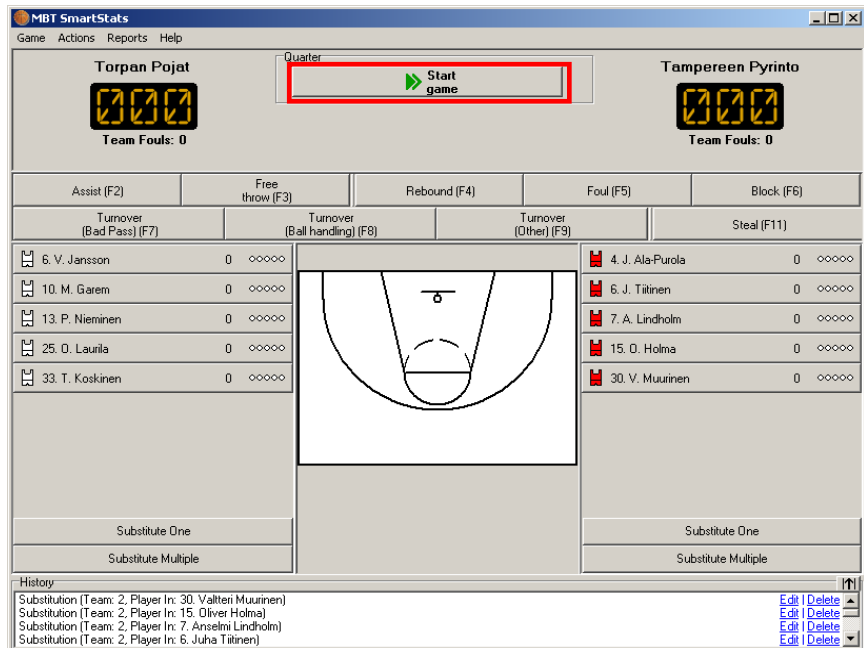 MBT SmartStats
Game Actions Reports Help
Torpan Pojat
000
Team Fouls: 0
Quarter
Start
game
Tampereen Pyrinto
000
Team Fouls: 0
Assist (F2)
Free
throw (F3)
Rebound (F4)
Foul (F5)
Block (F6)
Turnover
(Bad Pass) (F7)
Turnover
(Ball handling) (F8)
Turnover
(Other) (F9)
Steal (F11)
6. V. Jansson 0
10. M. Garem 0
13. P. Nieminen 0
25. O. Laurila 0
33. T. Koskinen 0
4. J. Ala-Purola 0
6. J. Tiitinen 0
7. A. Lindholm 0
15. O. Holma 0
30. V. Muurinen 0
Substitute One
Substitute Multiple
Substitute One
Substitute Multiple
History
Substitution (Team: 2, Player In: 30. Valtteri Muurinen) Edit | Delete
Substitution (Team: 2, Player In: 15. Oliver Holma) Edit | Delete
Substitution (Team: 2, Player In: 7. Anselmi Lindholm) Edit | Delete
Substitution (Team: 2, Player In: 6. Juha Tiitinen) Edit | Delete